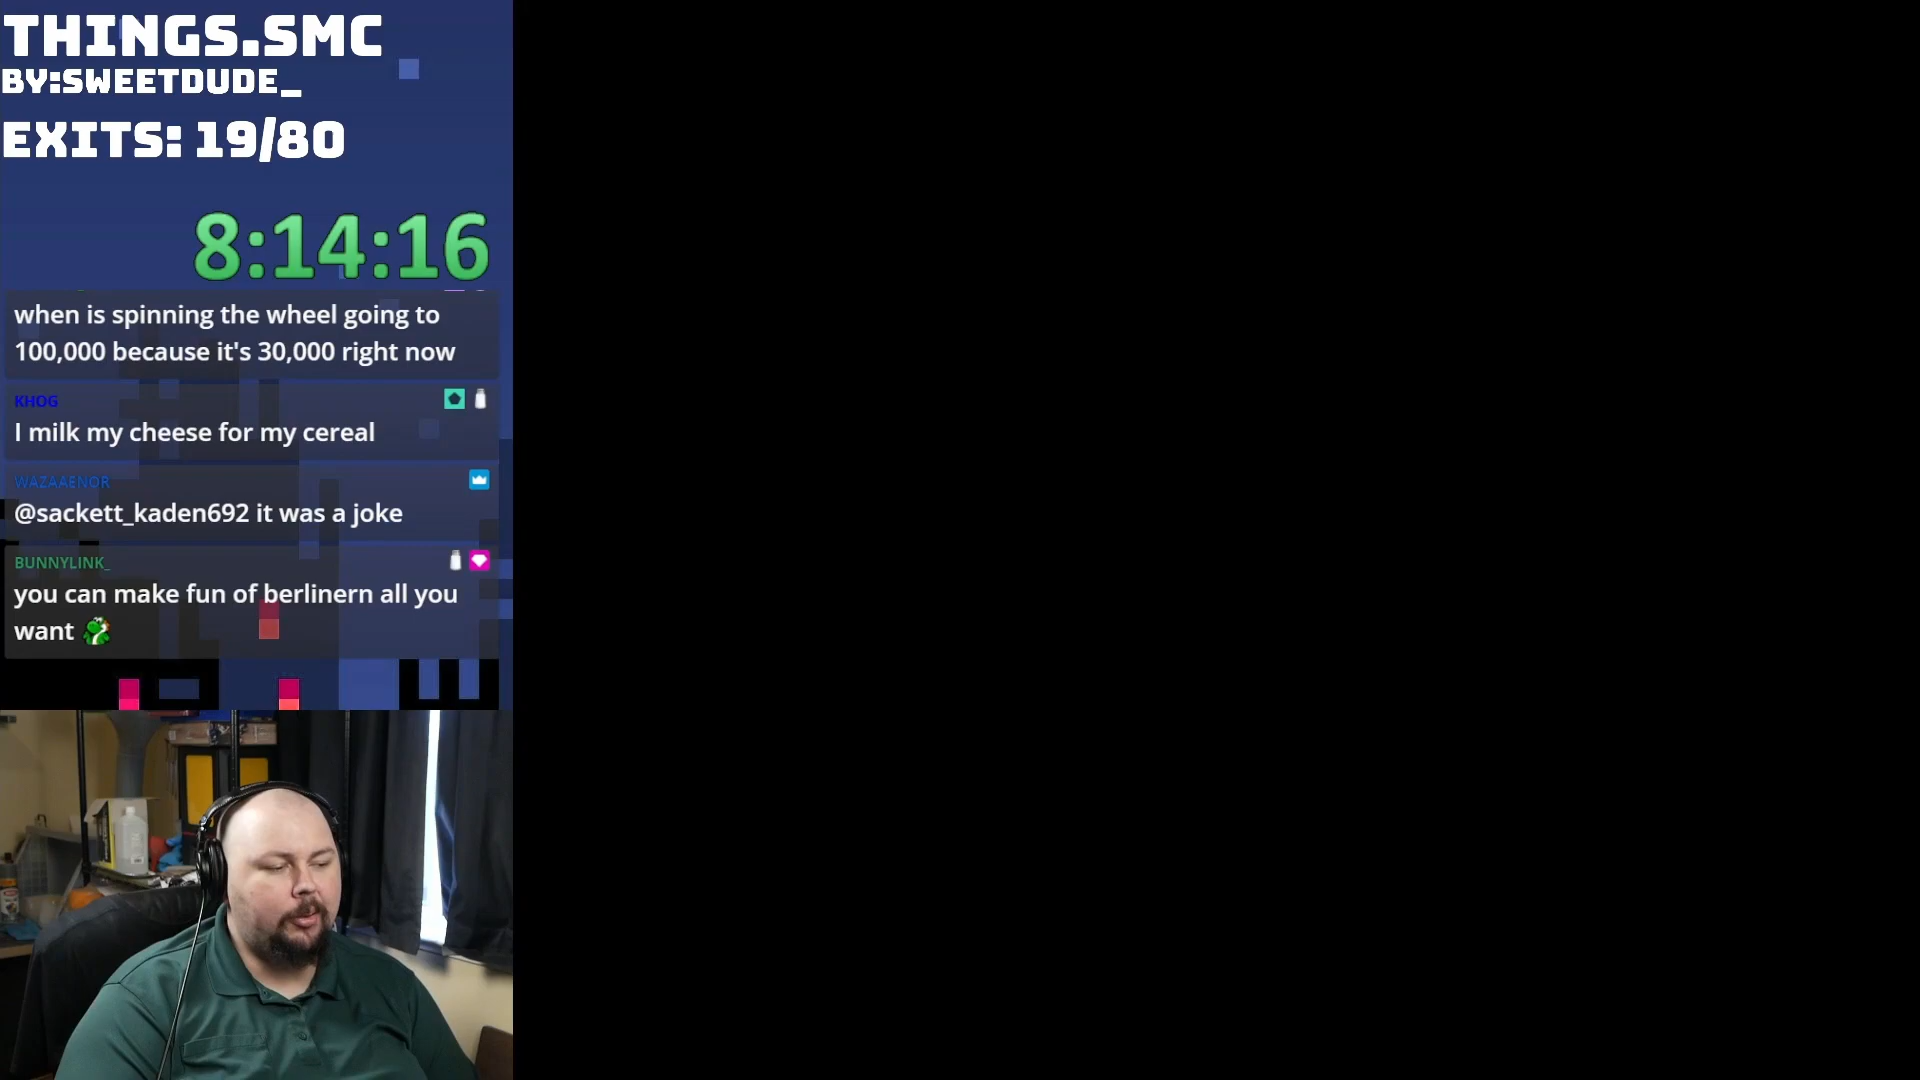 THINGS.SMC
BY:SWEETDUDE_
EXITS: 19/80
8:14:16
when is spinning the wheel going to
100,000 because it's 30,000 right now
KHOG
I milk my cheese for my cereal
WAZAAENOR
@sackett_kaden692 it was a joke
BUNNYLINK_
you can make fun of berlinern all you
want